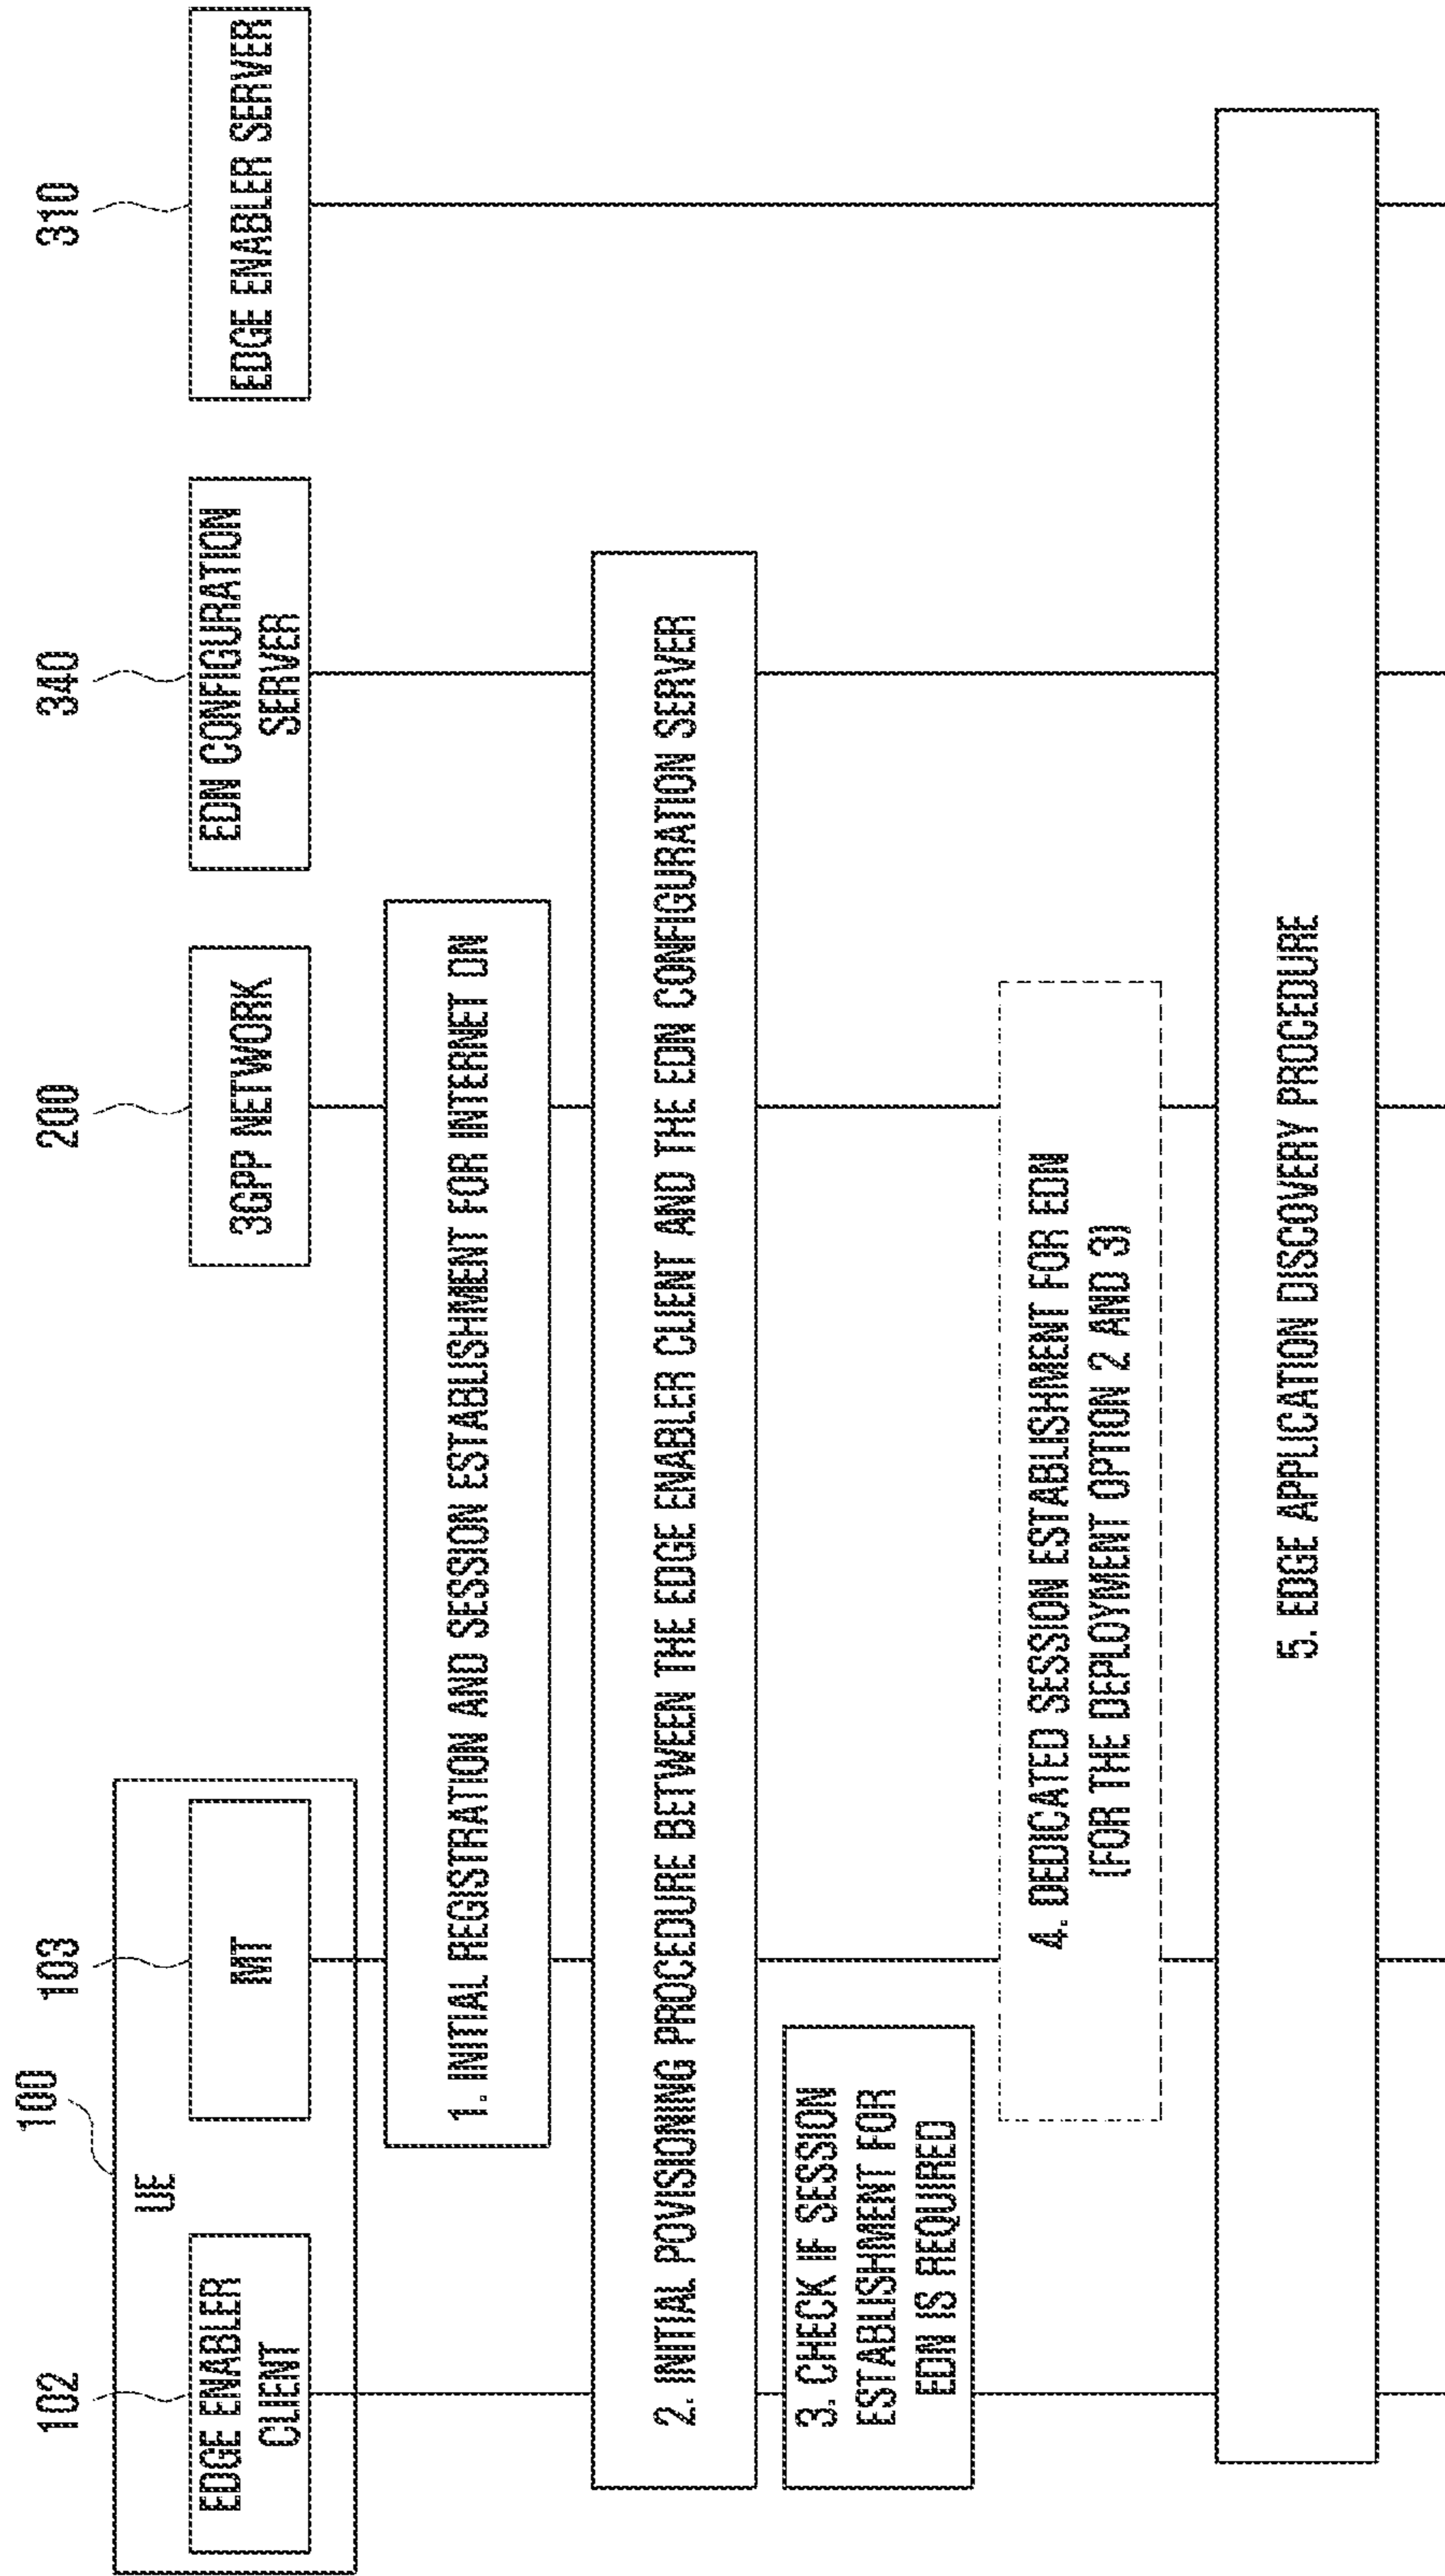 100
102
103
200
340
310
UE
EDGE ENABLER
CLIENT
MT
3GPP NETWORK
EDN CONFIGURATION
SERVER
EDGE ENABLER SERVER
1. INITIAL REGISTRATION AND SESSION ESTABLISHMENT FOR INTERNET DN
2. INITIAL POVISIONING PROCEDURE BETWEEN THE EDGE ENABLER CLIENT AND THE EDN CONFIGURATION SERVER
3. CHECK IF SESSION
ESTABLISHMENT FOR
EDN IS REQUIRED
4. DEDICATED SESSION ESTABLISHMENT FOR EDN
(FOR THE DEPLOYMENT OPTION 2 AND 3)
5. EDGE APPLICATION DISCOVERY PROCEDURE